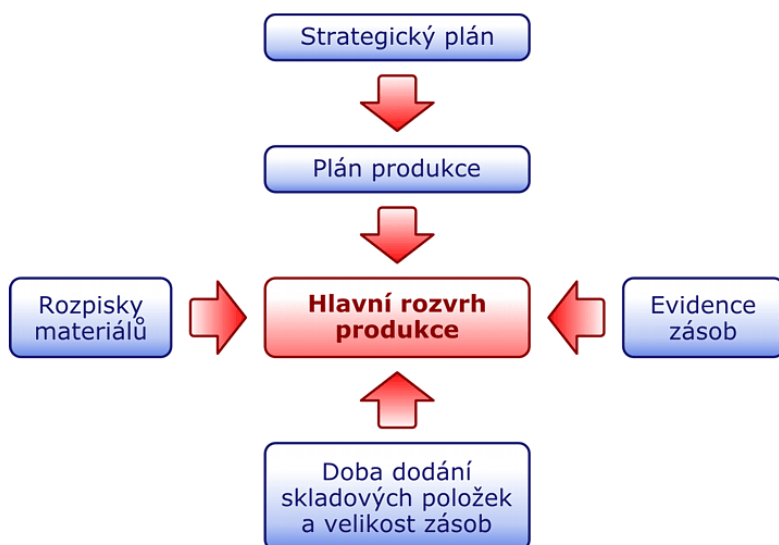 Strategický plán
Plán produkce
Rozpisky
materiálů
Hlavní rozvrh
produkce
Evidence
zásob
Doba dodání
skladových položek
a velikost zásob